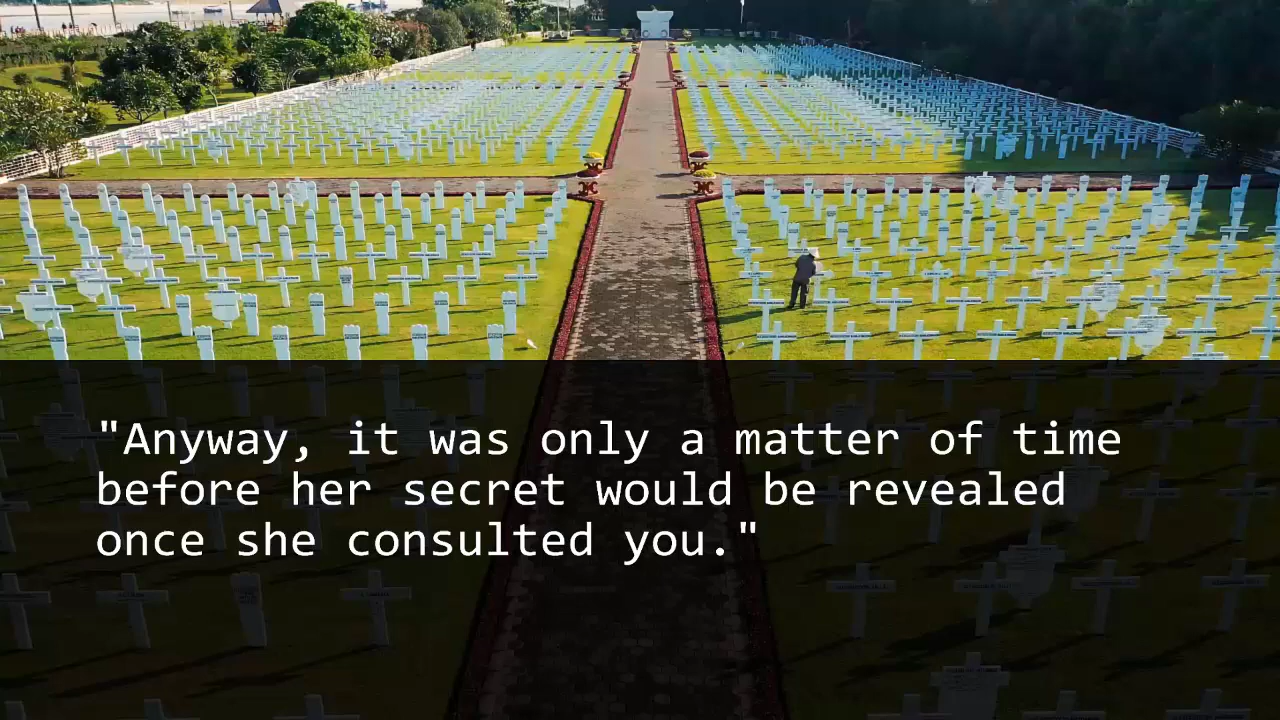 "Anyway, it was only a matter of time
before her secret would be revealed
once she consulted you."